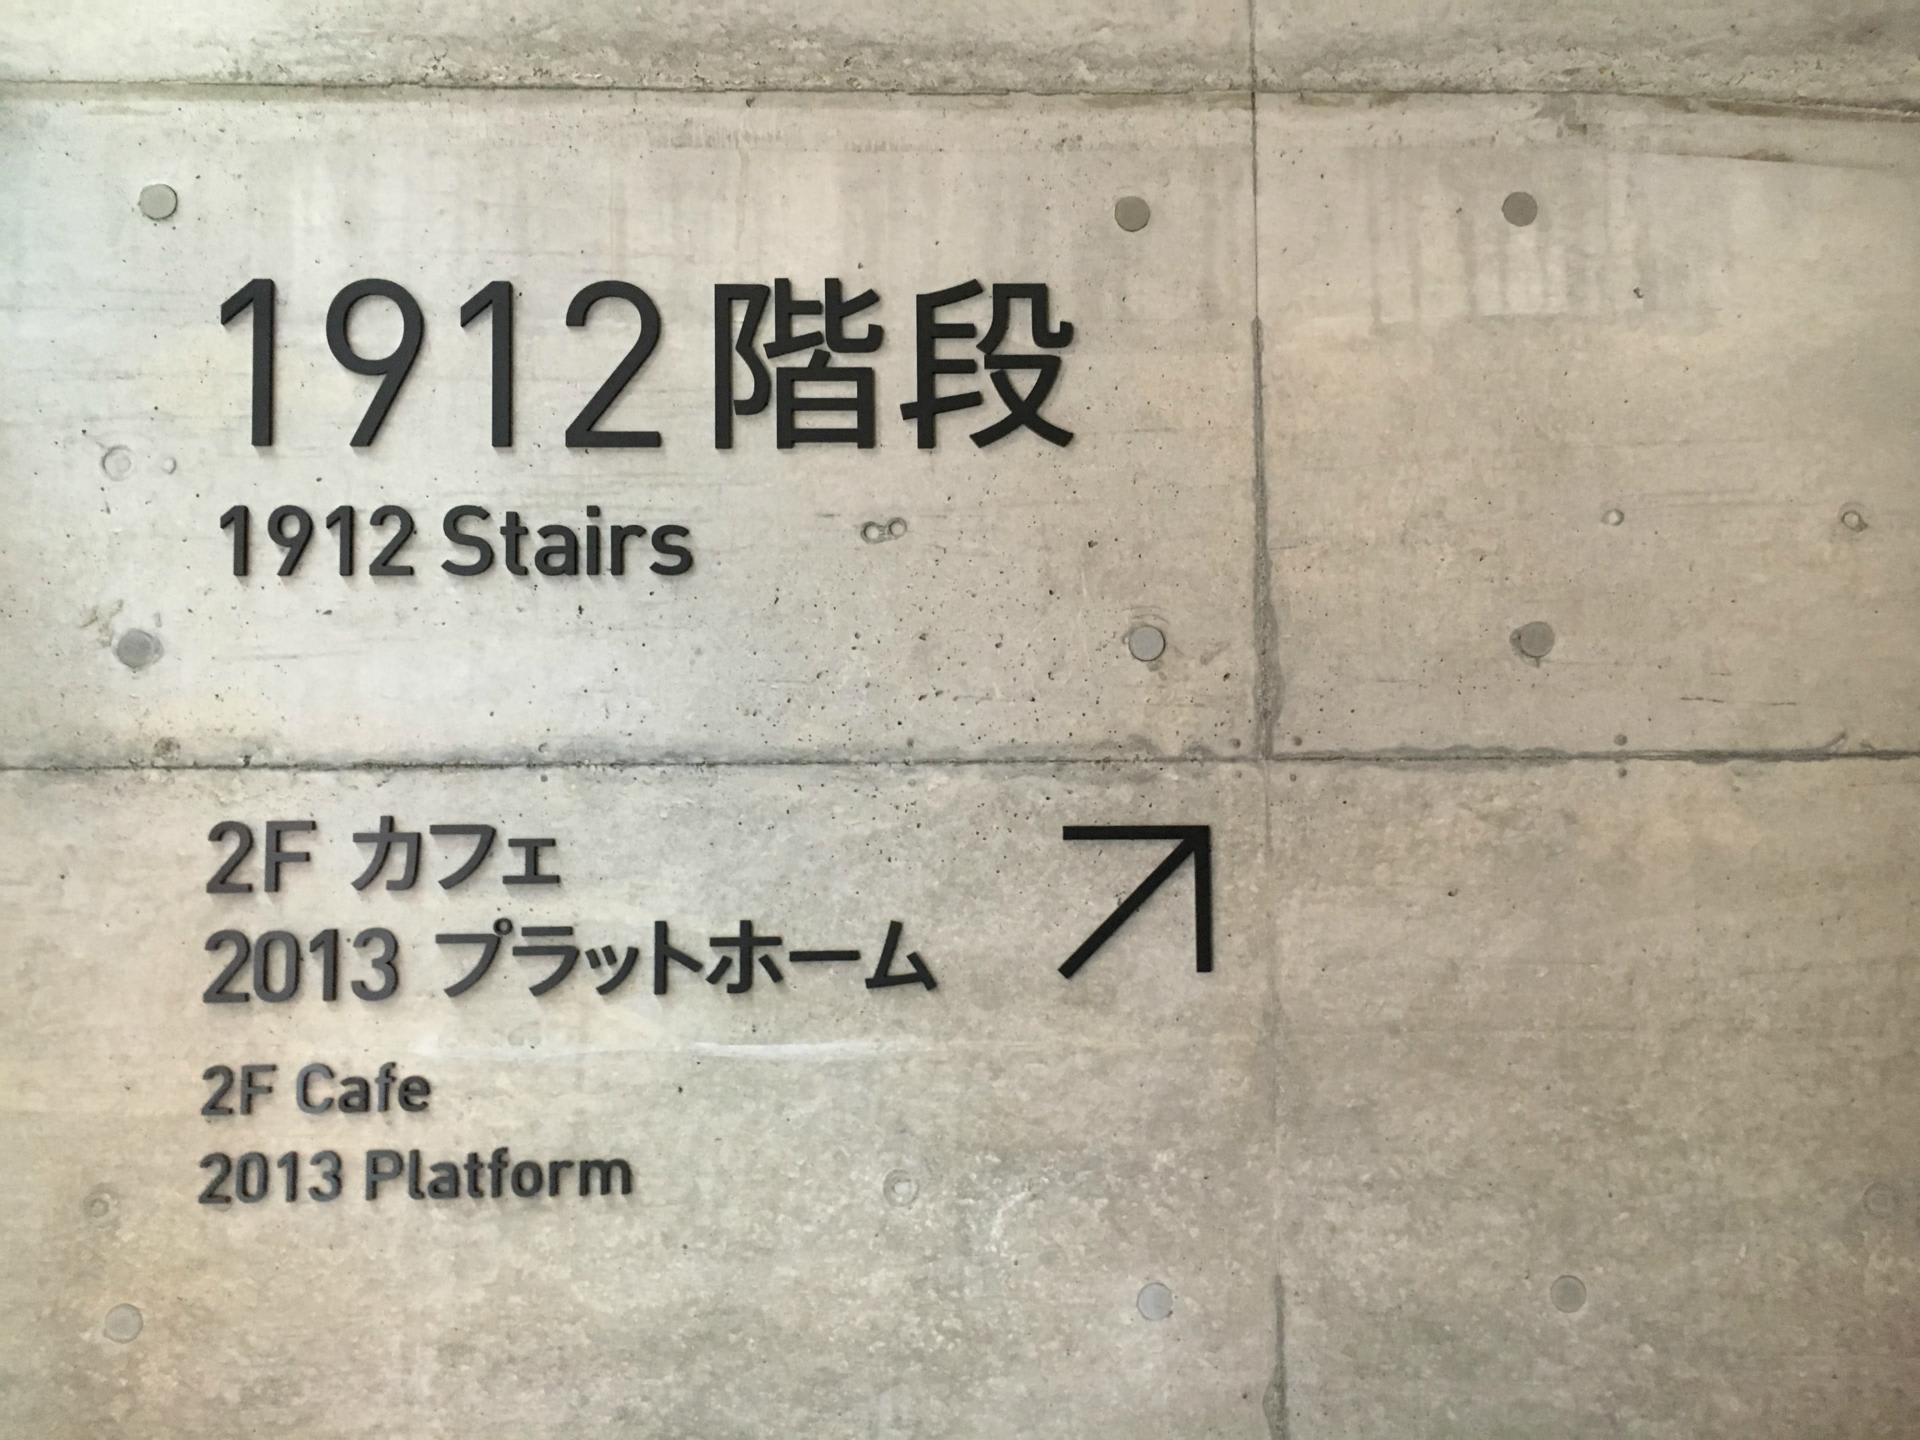 1912階段
1912 Stairs
2F カフェ
2013 プラットホーム
2F Cafe
2013 Platform